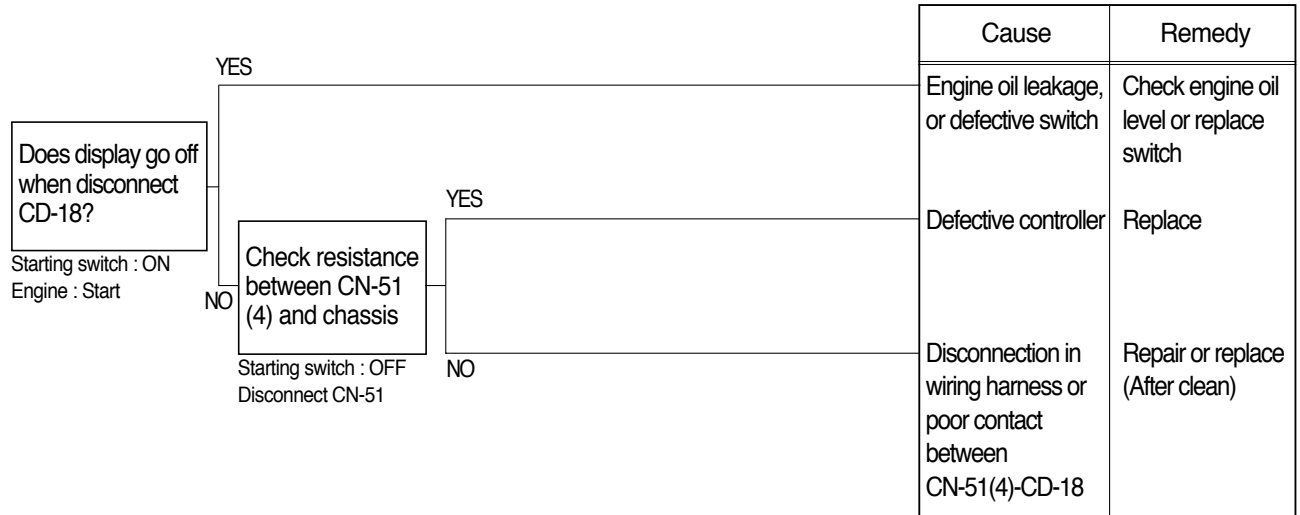 Cause
Remedy
YES
Engine oil leakage,
or defective switch
Check engine oil
level or replace
switch
Does display go off
when disconnect
CD-18?
Starting switch : ON
Engine : Start
NO
Check resistance
between CN-51
(4) and chassis
Starting switch : OFF
Disconnect CN-51
YES
Defective controller
Replace
NO
Disconnection in
wiring harness or
poor contact
between
CN-51(4)-CD-18
Repair or replace
(After clean)